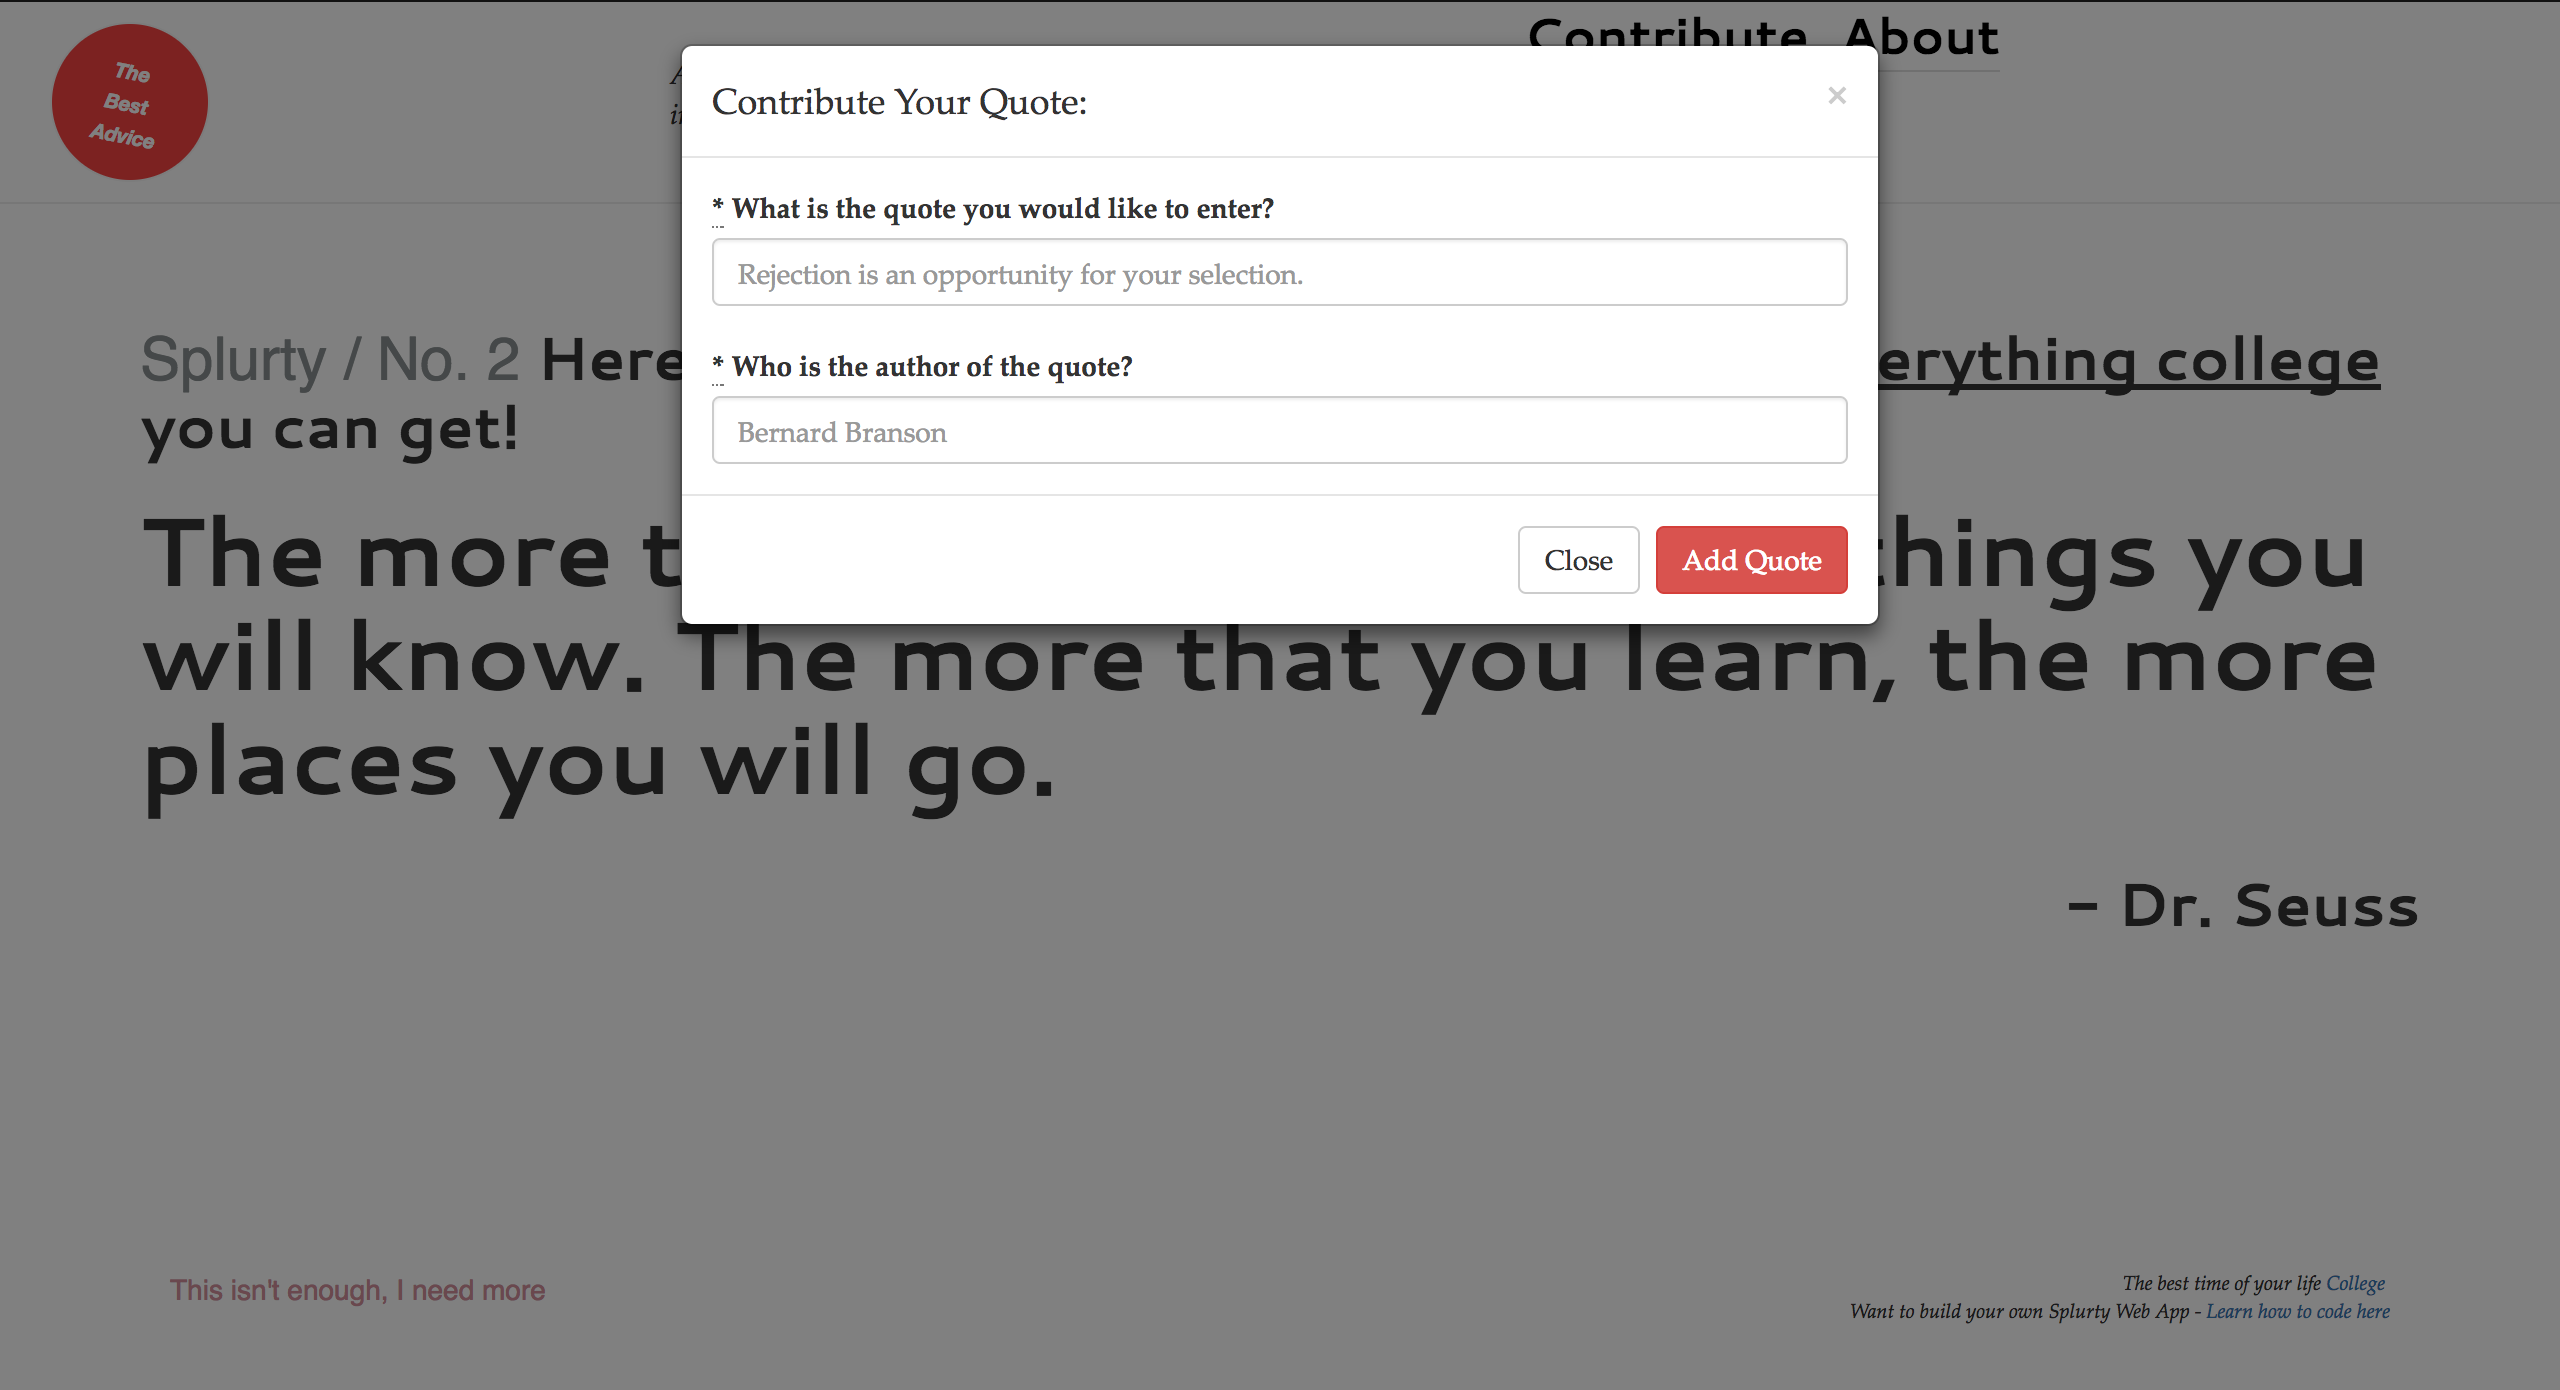 The
Best
Advice
Contribute About
Contribute Your Quote:
×
* What is the quote you would like to enter?
Rejection is an opportunity for your selection.
* Who is the author of the quote?
Bernard Branson
Close Add Quote
Splurty / No. 2 Here erything college
you can get!
The more t things you
will know. The more that you learn, the more
places you will go.
- Dr. Seuss
This isn't enough, I need more
The best time of your life College
Want to build your own Splurty Web App - Learn how to code here